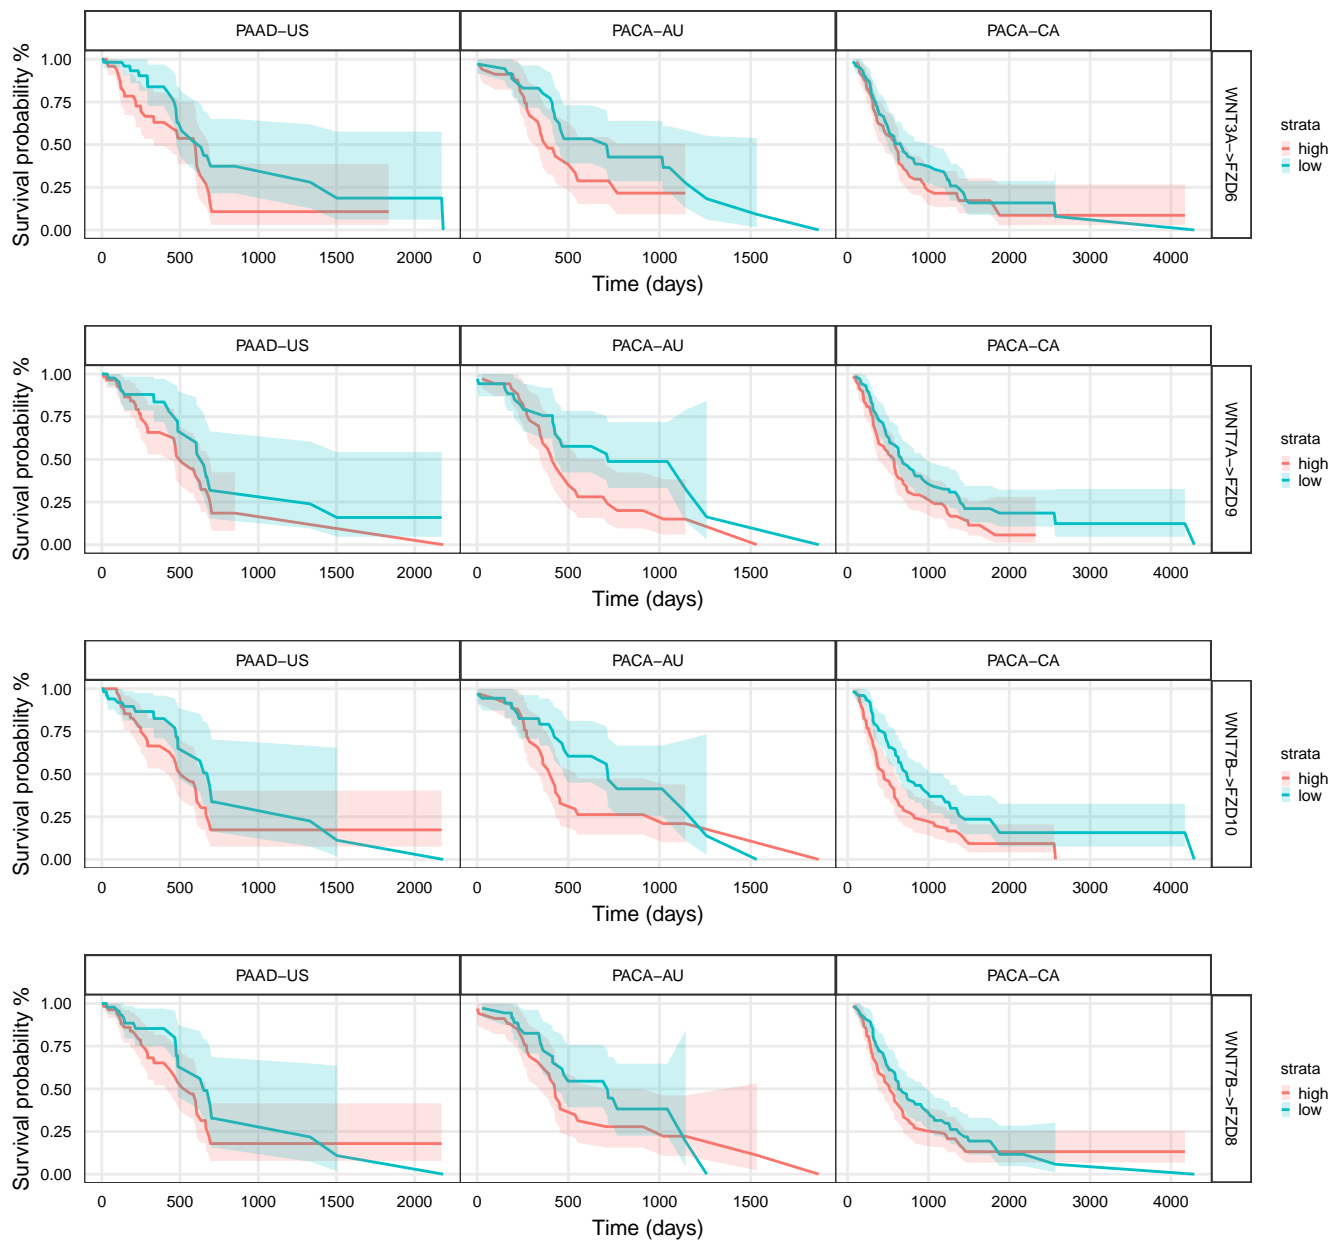 PAAD−US PACA−AU PACA−CA
Survival probability %
1.00
0.75
0.50
0.25
0.00
WNT3A−>FZD6
strata
high
low
0 500 1000 1500 2000 0 500 1000 1500 0 1000 2000 3000 4000
Time (days)
PAAD−US PACA−AU PACA−CA
Survival probability %
1.00
0.75
0.50
0.25
0.00
WNT7A−>FZD9
strata
high
low
0 500 1000 1500 2000 0 500 1000 1500 0 1000 2000 3000 4000
Time (days)
PAAD−US PACA−AU PACA−CA
Survival probability %
1.00
0.75
0.50
0.25
0.00
WNT7B−>FZD10
strata
high
low
0 500 1000 1500 2000 0 500 1000 1500 0 1000 2000 3000 4000
Time (days)
PAAD−US PACA−AU PACA−CA
Survival probability %
1.00
0.75
0.50
0.25
0.00
WNT7B−>FZD8
strata
high
low
0 500 1000 1500 2000 0 500 1000 1500 0 1000 2000 3000 4000
Time (days)